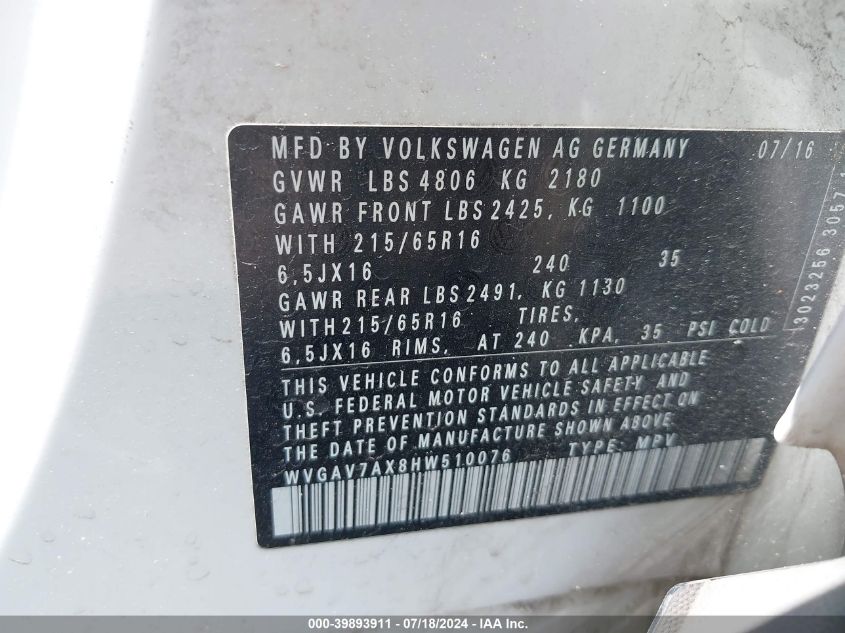 MFD BY VOLKSWAGEN AG GERMANY 07/16
GVWR LBS 4806 KG 2180
GAWR FRONT LBS 2425, KG 1100
WITH 215/65R16
6,5JX16 240 35
GAWR REAR LBS 2491, KG 1130
WITH 215/65R16 TIRES,
6,5JX16 RIMS, AT 240 KPA, 35 PSI COLD
THIS VEHICLE CONFORMS TO ALL APPLICABLE
U.S. FEDERAL MOTOR VEHICLE SAFETY AND
THEFT PREVENTION STANDARDS IN EFFECT ON
THE DATE OF MANUFACTURE SHOWN ABOVE
WVGAV7AX8HW510076 TYPE: MPV
3023256 3057 1
000-39893911 - 07/18/2024 - IAA Inc.